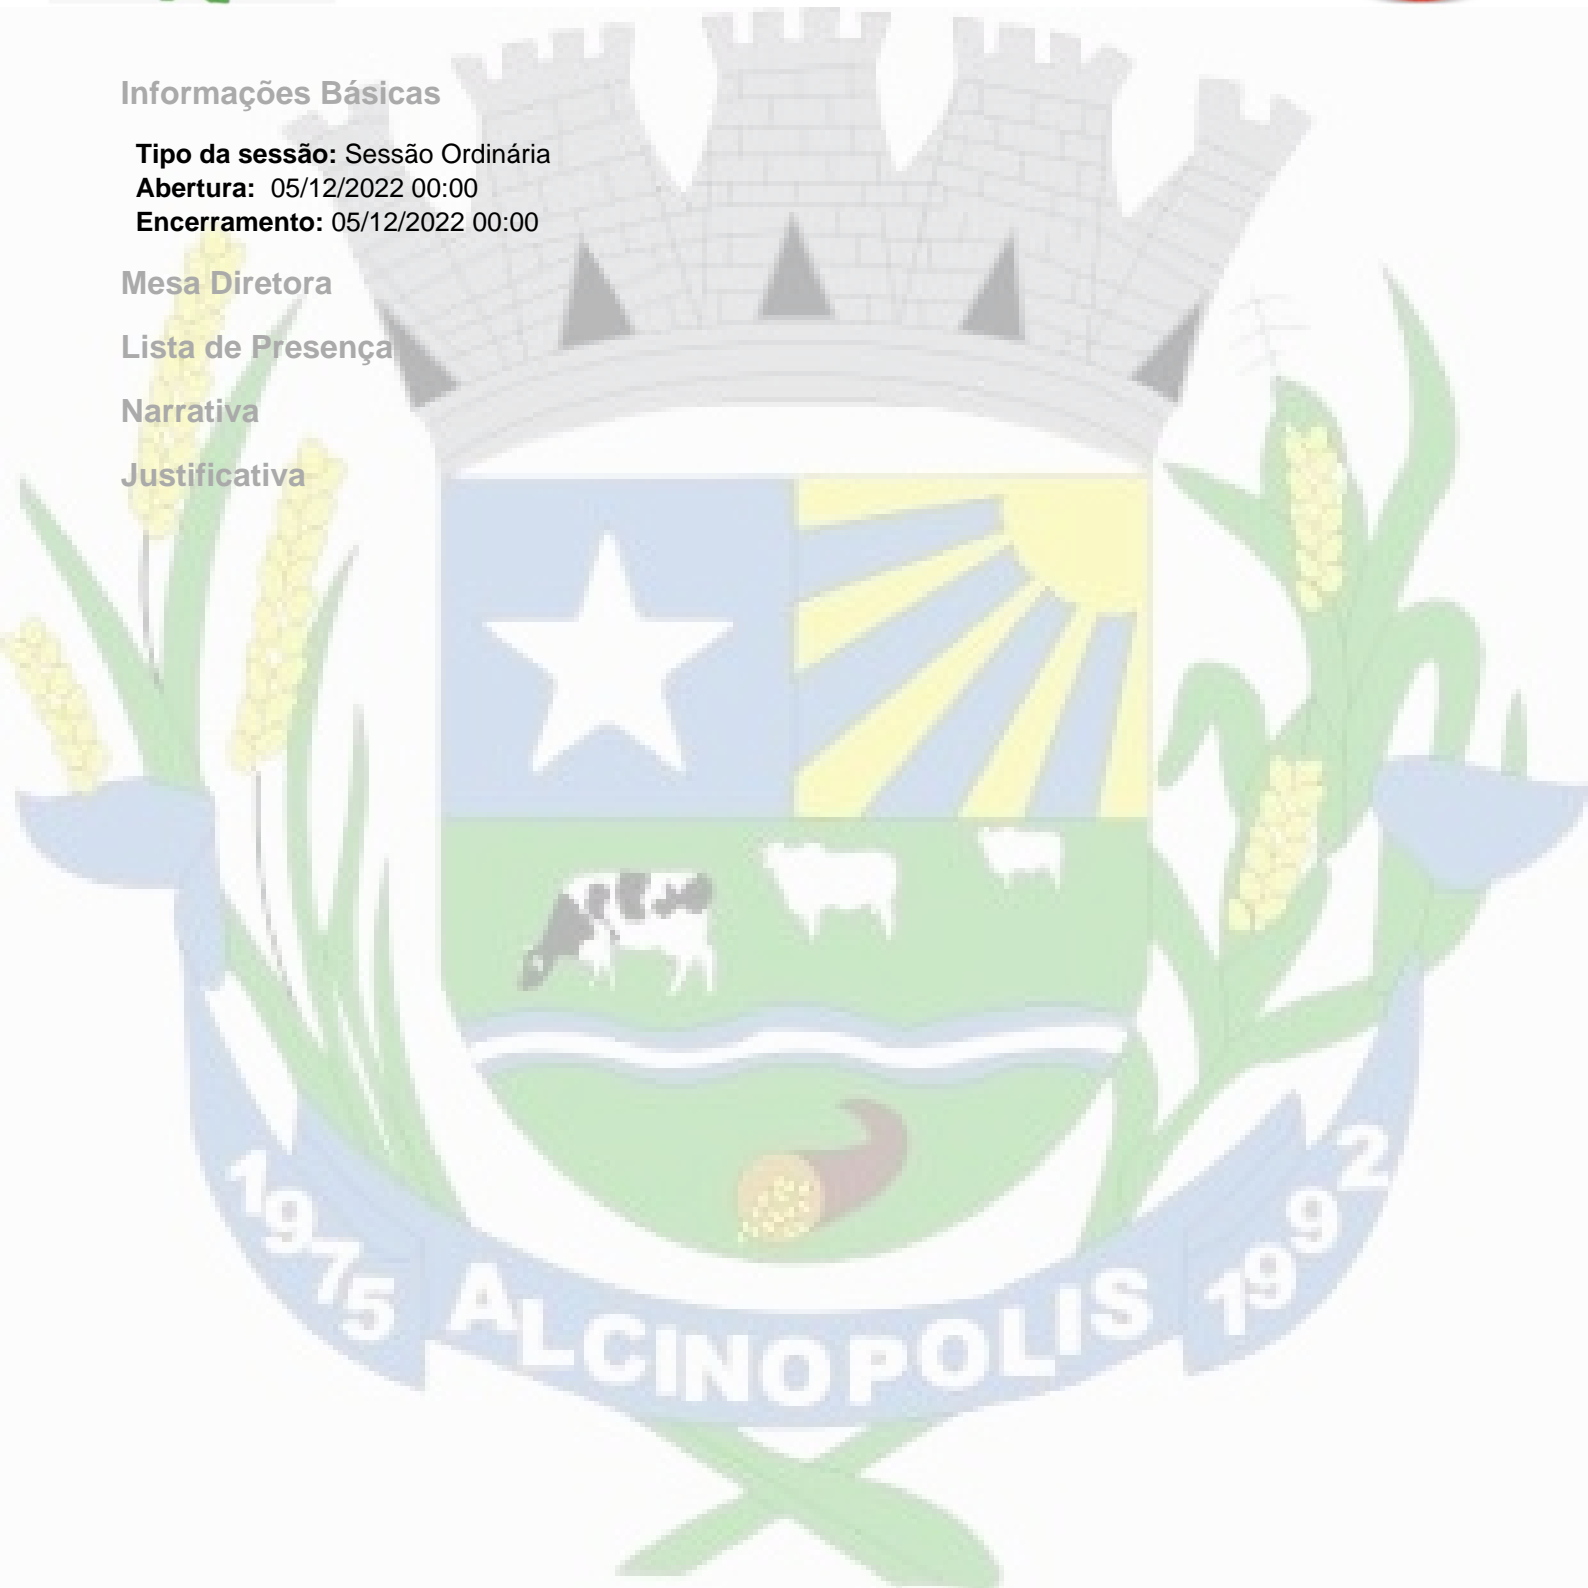 Informações Básicas
Tipo da sessão: Sessão Ordinária
Abertura: 05/12/2022 00:00
Encerramento: 05/12/2022 00:00
Mesa Diretora
Lista de Presença
Narrativa
Justificativa
1975 ALCINOPOLIS 1992